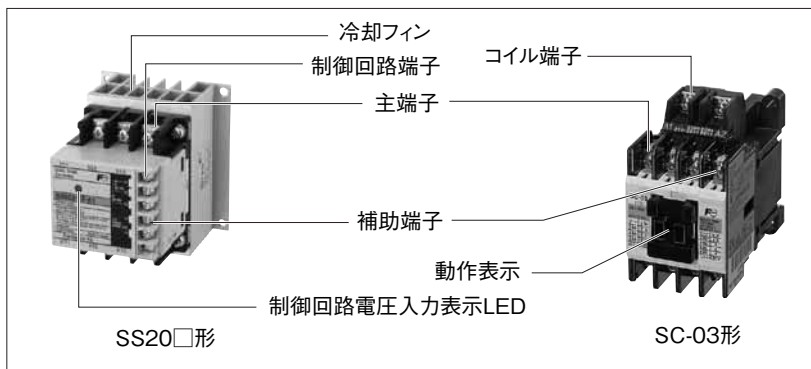 冷却フィン
制御回路端子
コイル端子
主端子
補助端子
動作表示
制御回路電圧入力表示LED
SS20□形
SC-03形